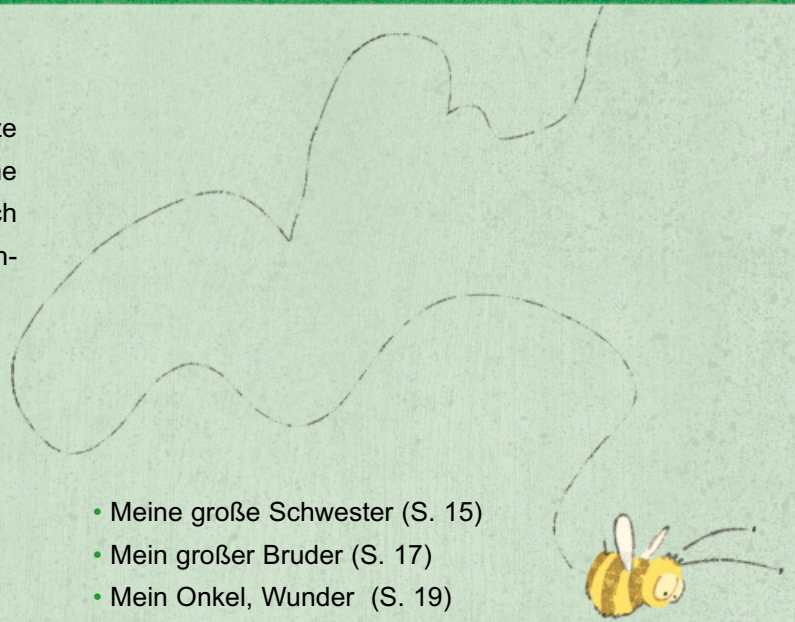 • Meine große Schwester (S. 15)
• Mein großer Bruder (S. 17)
• Mein Onkel, Wunder (S. 19)